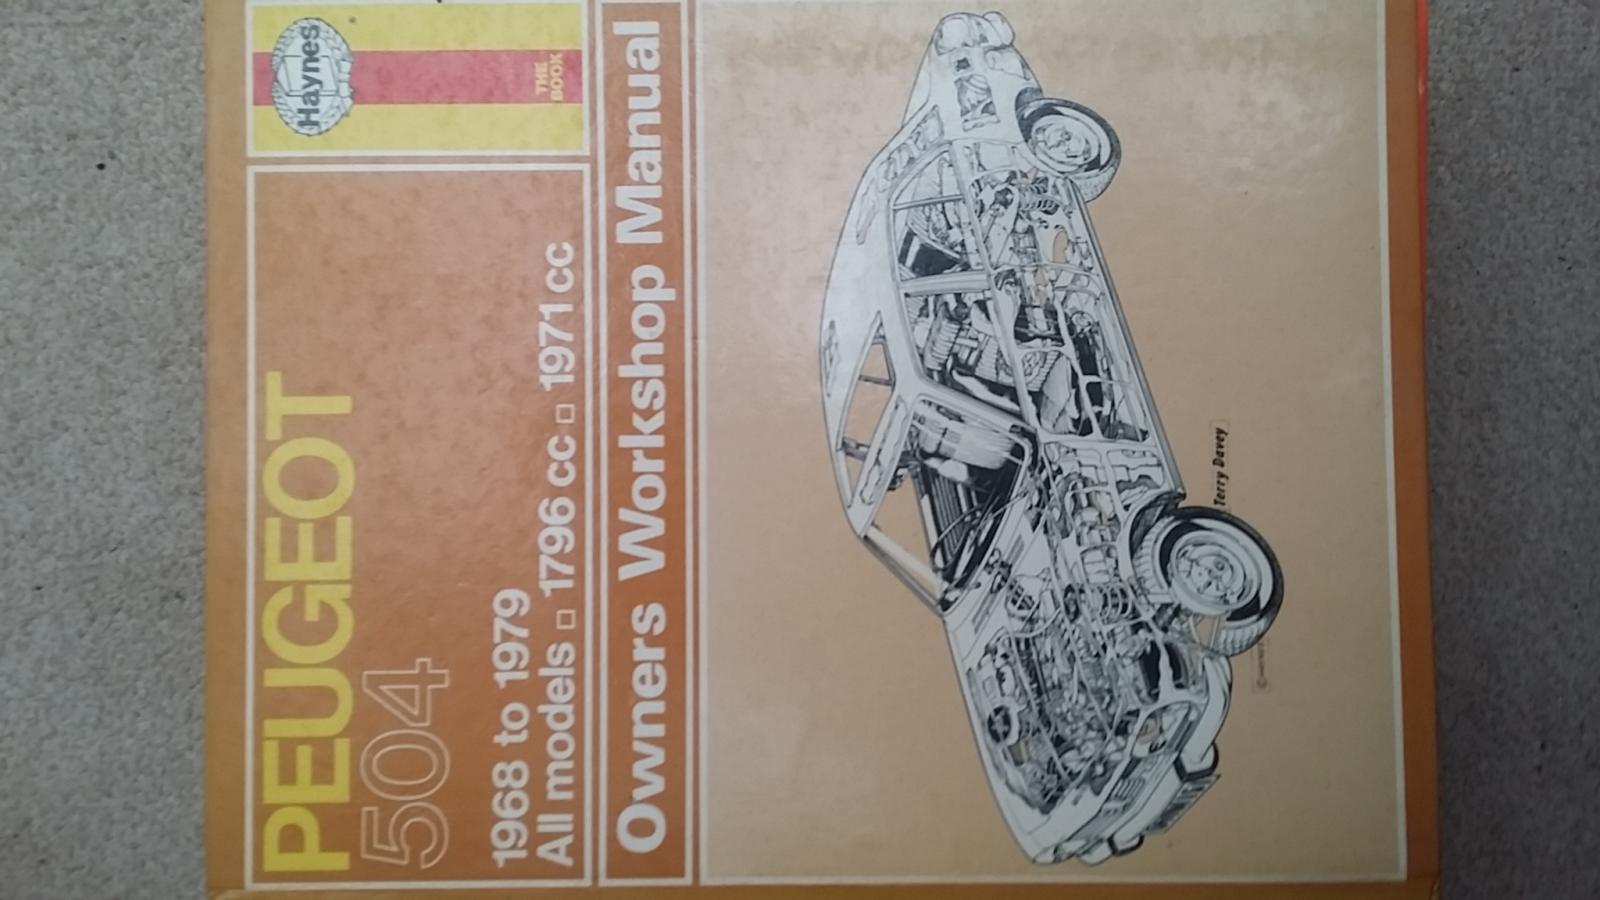 Haynes
®
THE
BOOK
PEUGEOT
504
1968 to 1979
All models □ 1796 cc □ 1971 cc
Owners Workshop Manual
Terry Davey